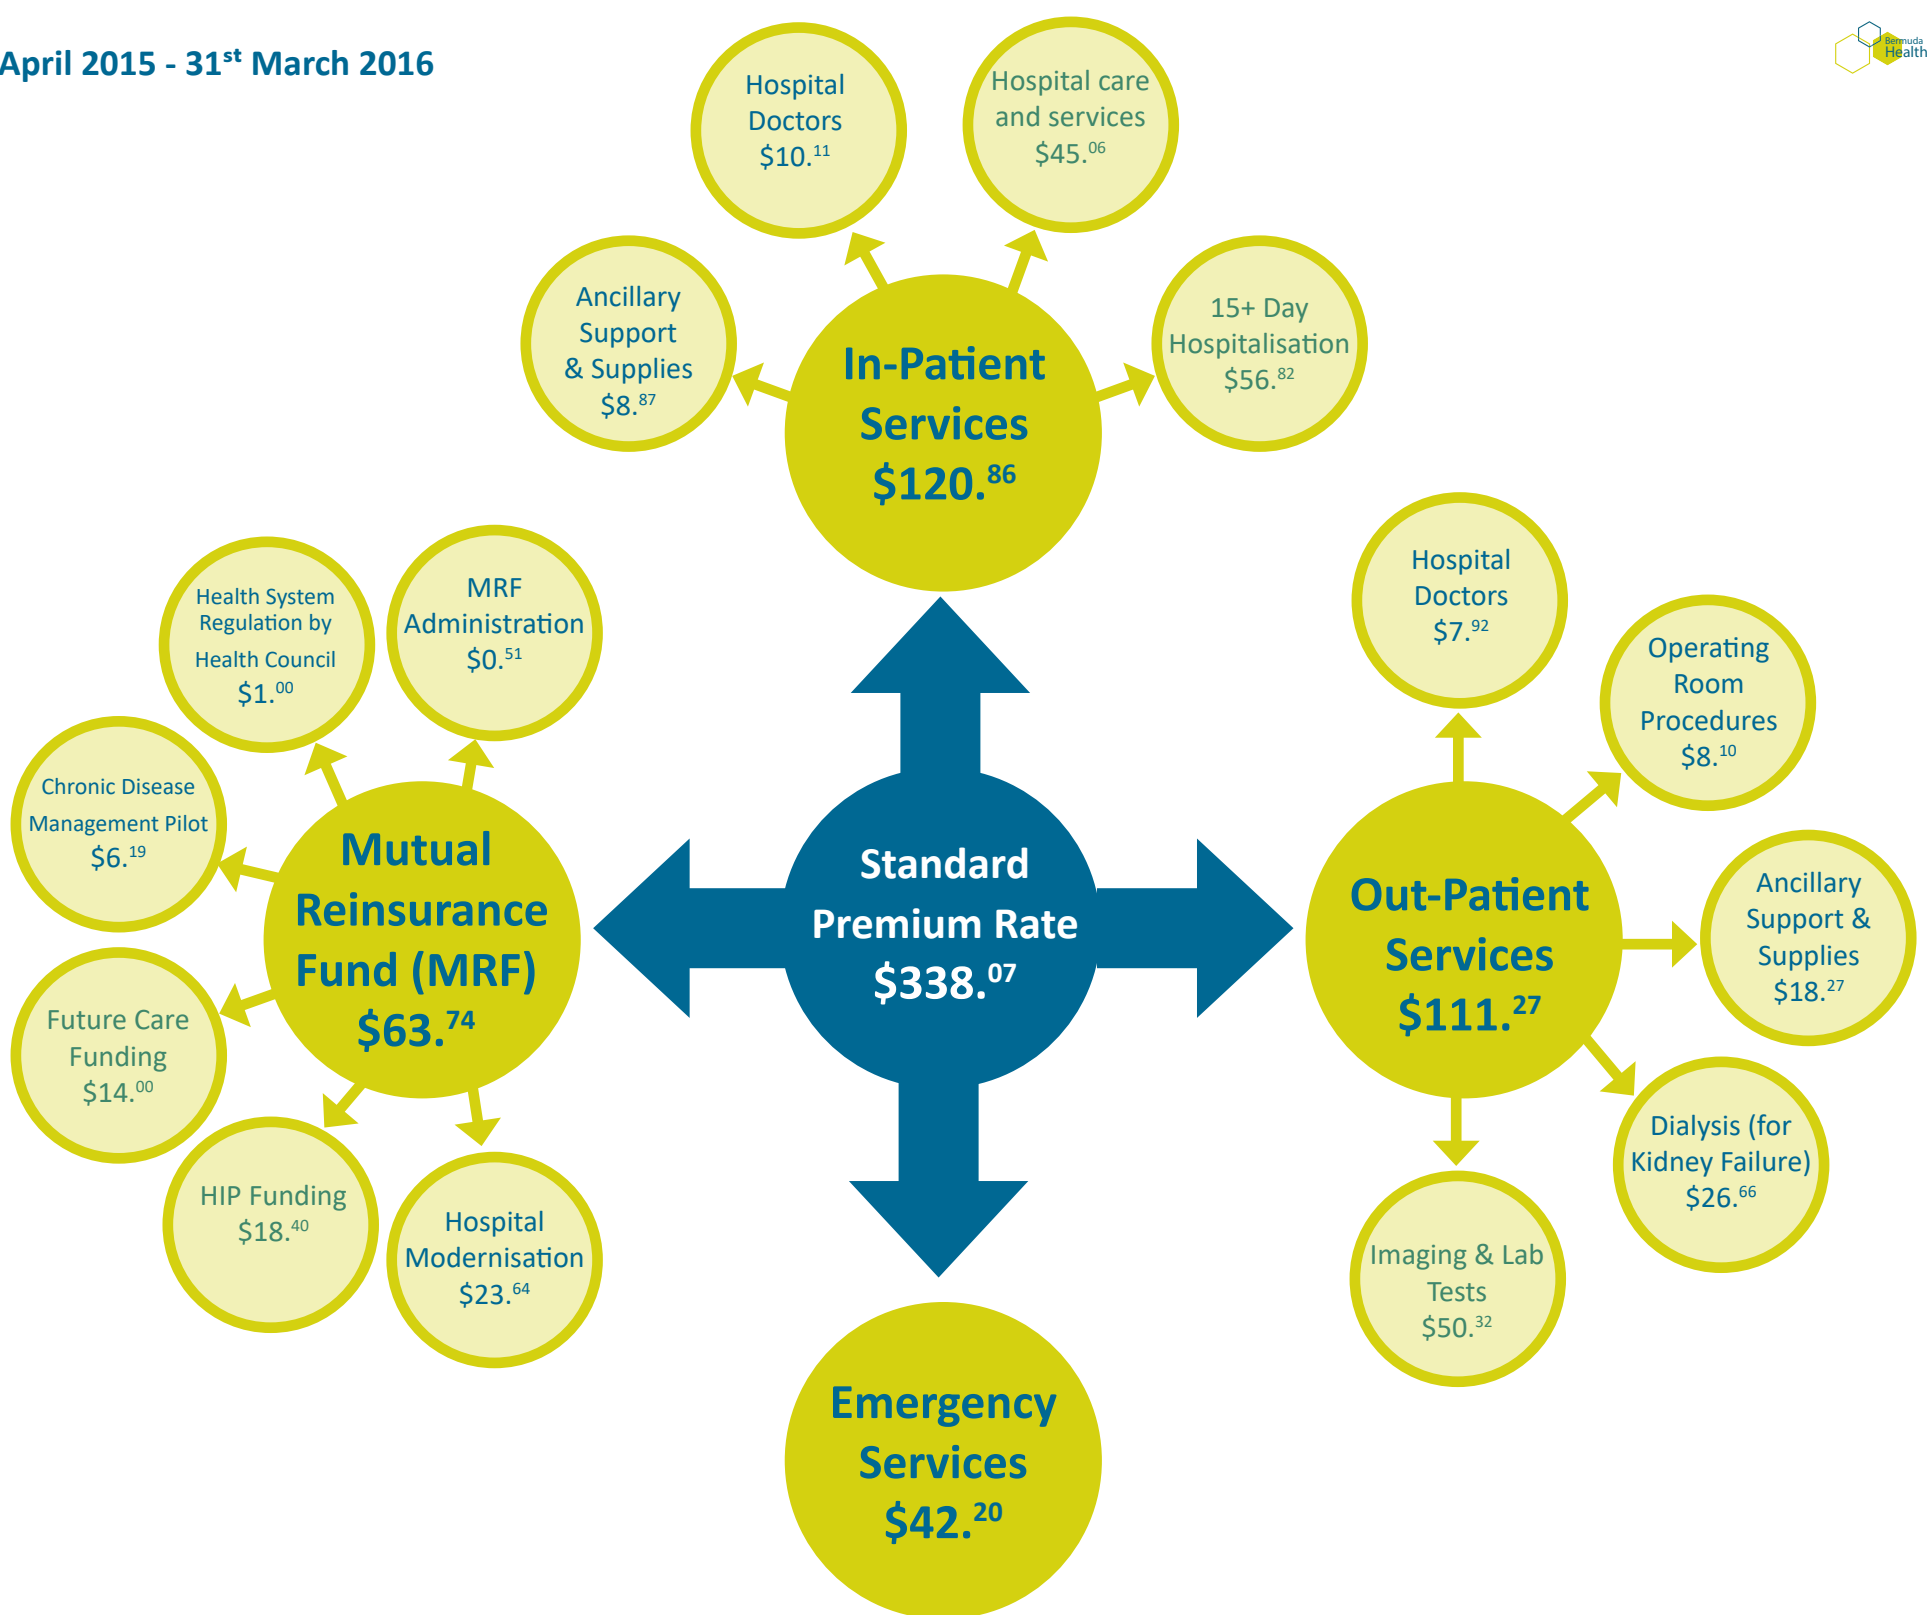 April 2015 - 31st March 2016
Bermuda
Health
Hospital
Doctors
$10.11
Hospital care
and services
$45.06
Ancillary
Support
& Supplies
$8.87
15+ Day
Hospitalisation
$56.82
In-Patient
Services
$120.86
Health System
Regulation by
Health Council
$1.00
MRF
Administration
$0.51
Chronic Disease
Management Pilot
$6.19
Mutual
Reinsurance
Fund (MRF)
$63.74
Future Care
Funding
$14.00
HIP Funding
$18.40
Hospital
Modernisation
$23.64
Standard
Premium Rate
$338.07
Hospital
Doctors
$7.92
Operating
Room
Procedures
$8.10
Out-Patient
Services
$111.27
Ancillary
Support &
Supplies
$18.27
Dialysis (for
Kidney Failure)
$26.66
Imaging & Lab
Tests
$50.32
Emergency
Services
$42.20